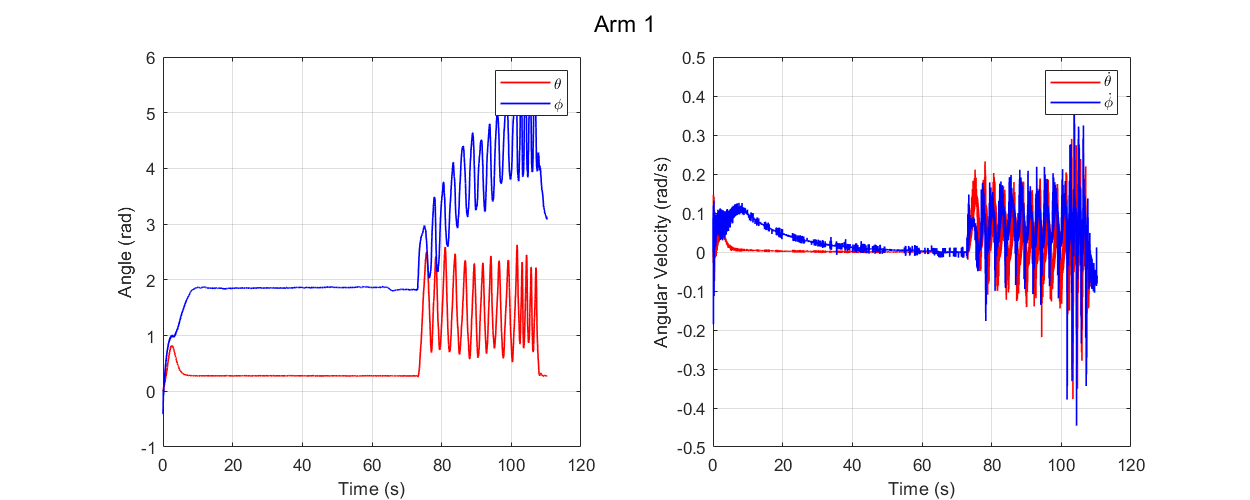 Arm 1
6
5
4
3
2
1
0
-1
0 20 40 60 80 100 120
Angle (rad)
Time (s)
θ
ϕ
0.5
0.4
0.3
0.2
0.1
0
-0.1
-0.2
-0.3
-0.4
-0.5
0 20 40 60 80 100 120
Angular Velocity (rad/s)
Time (s)
θ̇
ϕ̇